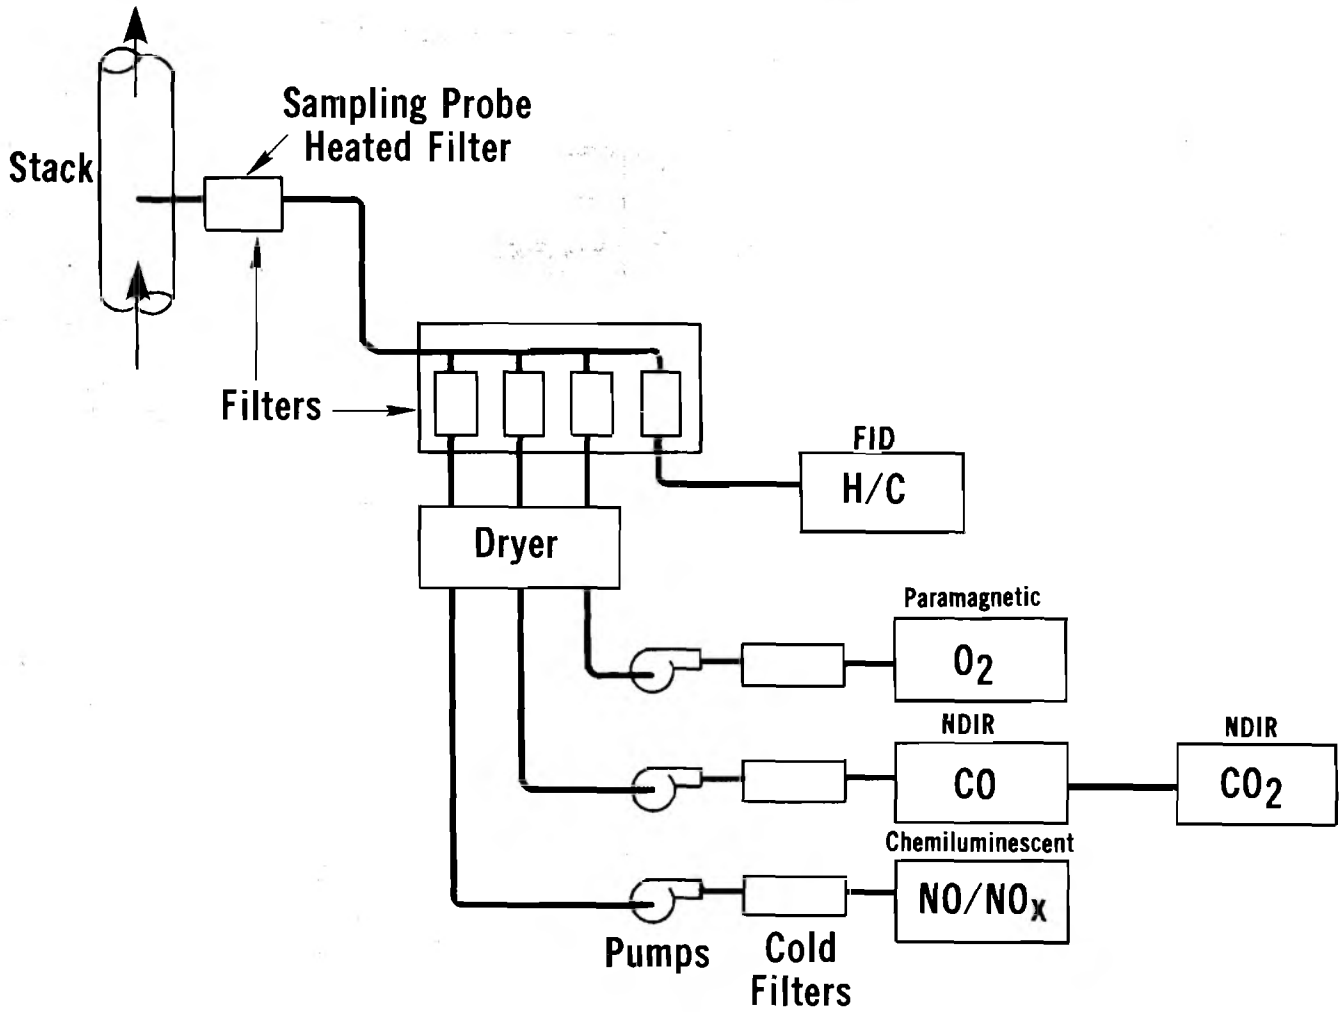 Sampling Probe
Heated Filter
Stack
Filters
FID
H/C
Dryer
Paramagnetic
O2
NDIR
CO
NDIR
CO2
Chemiluminescent
NO/NOX
Pumps
Cold
Filters